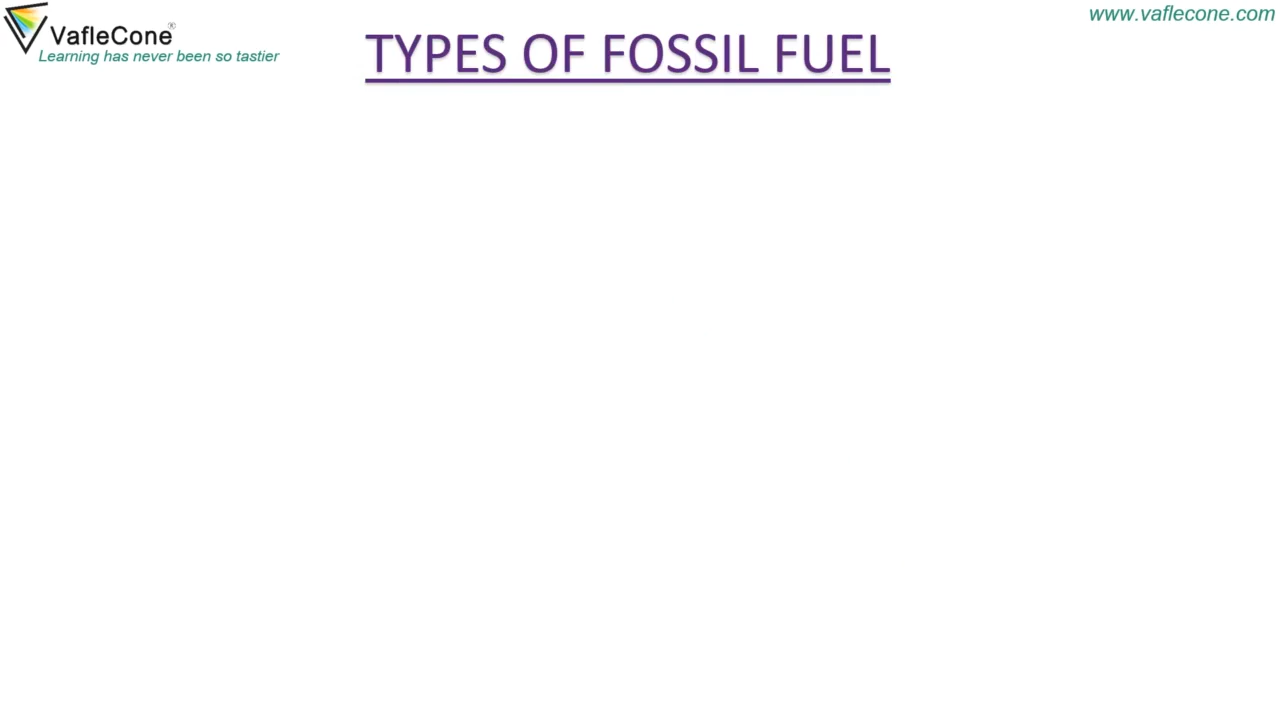 VafleCone®
Learning has never been so tastier
www.vaflecone.com
TYPES OF FOSSIL FUEL